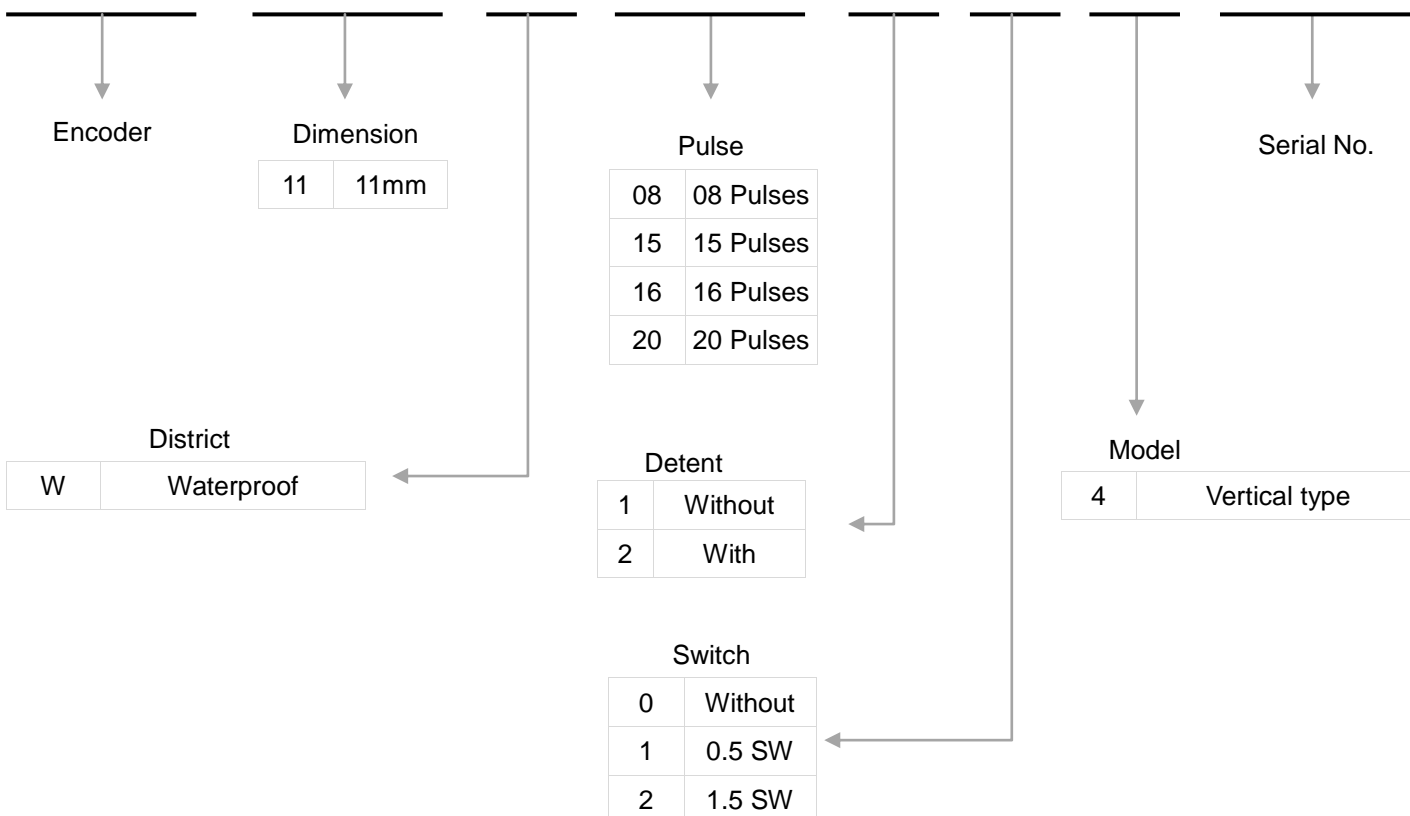 Encoder
Dimension
11 11mm
Pulse
08 08 Pulses
15 15 Pulses
16 16 Pulses
20 20 Pulses
Serial No.
District
W Waterproof
Detent
1 Without
2 With
Model
4 Vertical type
Switch
0 Without
1 0.5 SW
2 1.5 SW